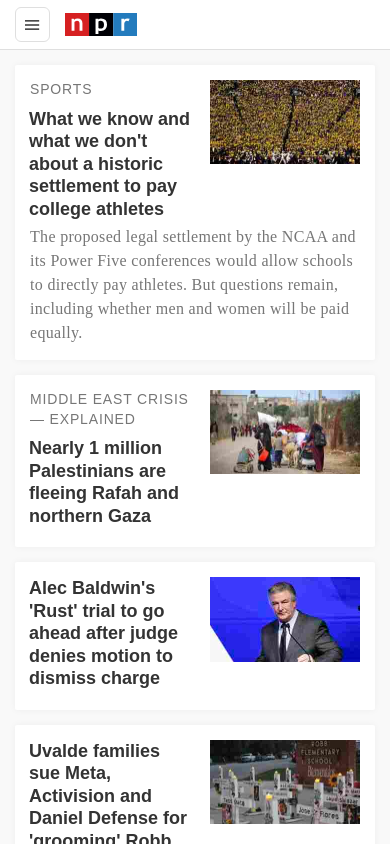 npr
SPORTS
What we know and
what we don't
about a historic
settlement to pay
college athletes
The proposed legal settlement by the NCAA and
its Power Five conferences would allow schools
to directly pay athletes. But questions remain,
including whether men and women will be paid
equally.
MIDDLE EAST CRISIS
— EXPLAINED
Nearly 1 million
Palestinians are
fleeing Rafah and
northern Gaza
Alec Baldwin's
'Rust' trial to go
ahead after judge
denies motion to
dismiss charge
Uvalde families
sue Meta,
Activision and
Daniel Defense for
'grooming' Robb
ROBB
ELEMENTARY
SCHOOL